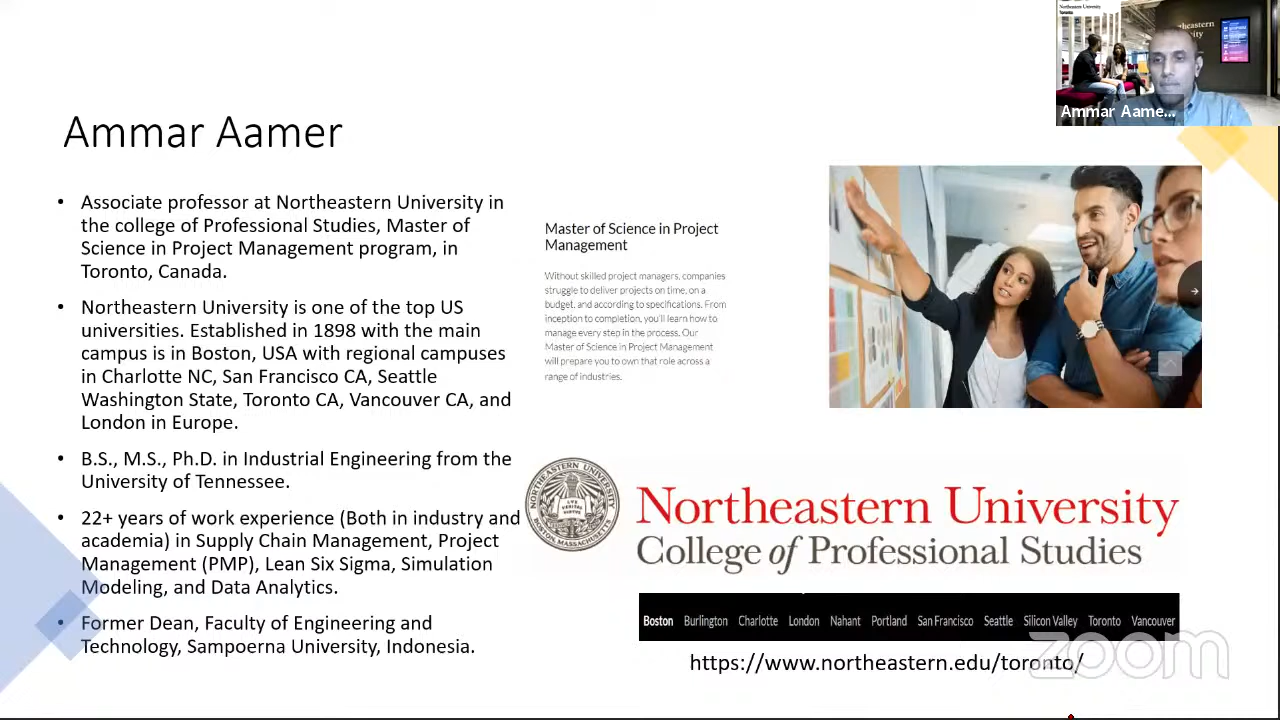 Northeastern University
Toronto
Ammar Aame...
Ammar Aamer
• Associate professor at Northeastern University in
the college of Professional Studies, Master of
Science in Project Management program, in
Toronto, Canada.
• Northeastern University is one of the top US
universities. Established in 1898 with the main
campus is in Boston, USA with regional campuses
in Charlotte NC, San Francisco CA, Seattle
Washington State, Toronto CA, Vancouver CA, and
London in Europe.
• B.S., M.S., Ph.D. in Industrial Engineering from the
University of Tennessee.
• 22+ years of work experience (Both in industry and
academia) in Supply Chain Management, Project
Management (PMP), Lean Six Sigma, Simulation
Modeling, and Data Analytics.
• Former Dean, Faculty of Engineering and
Technology, Sampoerna University, Indonesia.
Master of Science in Project
Management
Without skilled project managers, companies
struggle to deliver projects on time, on a
budget, and according to specifications. From
inception to completion, you'll learn how to
manage every step in the process. Our
Master of Science in Project Management
will prepare you to own that role across a
range of industries.
NORTHEASTERN UNIVERSITY
LVX VERITAS VIRTVS
BOSTON, MASSACHUSETTS
Northeastern University
College of Professional Studies
Boston Burlington Charlotte London Nahant Portland San Francisco Seattle Silicon Valley Toronto Vancouver
https://www.northeastern.edu/toronto/
zoom